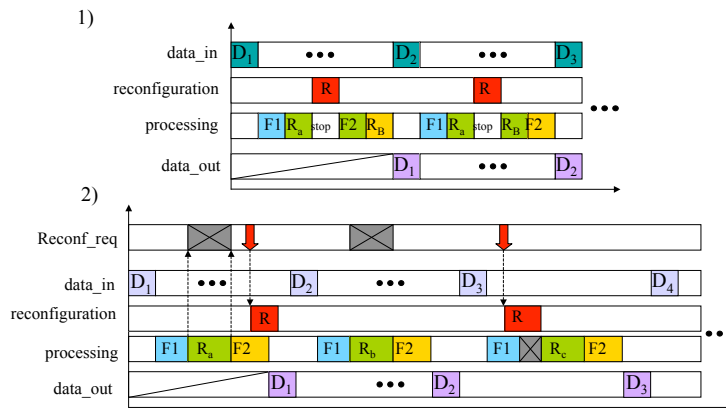 1)
data_in D1 ••• D2 ••• D3
reconfiguration R R
•••
processing F1 Ra stop F2 RB F1 Ra stop RB F2
data_out D1 ••• D2
2)
Reconf_req
data_in D1 ••• D2 ••• D3 D4
reconfiguration R R
•••
processing F1 Ra F2 F1 Rb F2 F1 Rc F2
data_out D1 ••• D2 D3